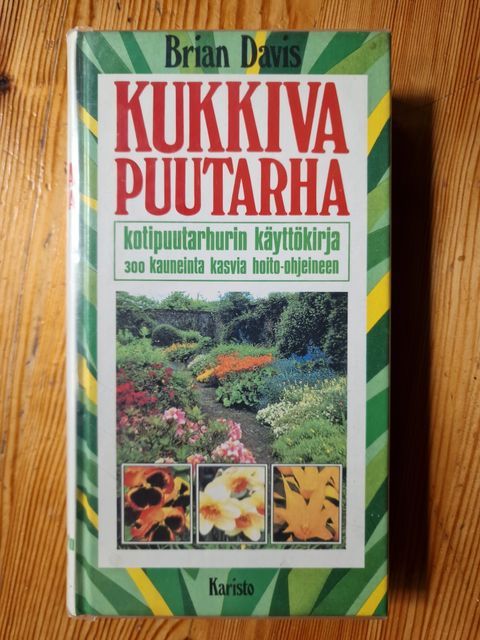 Brian Davis
KUKKIVA
PUUTARHA
kotipuutarhurin käyttökirja
300 kauneinta kasvia hoito-ohjeineen
Karisto